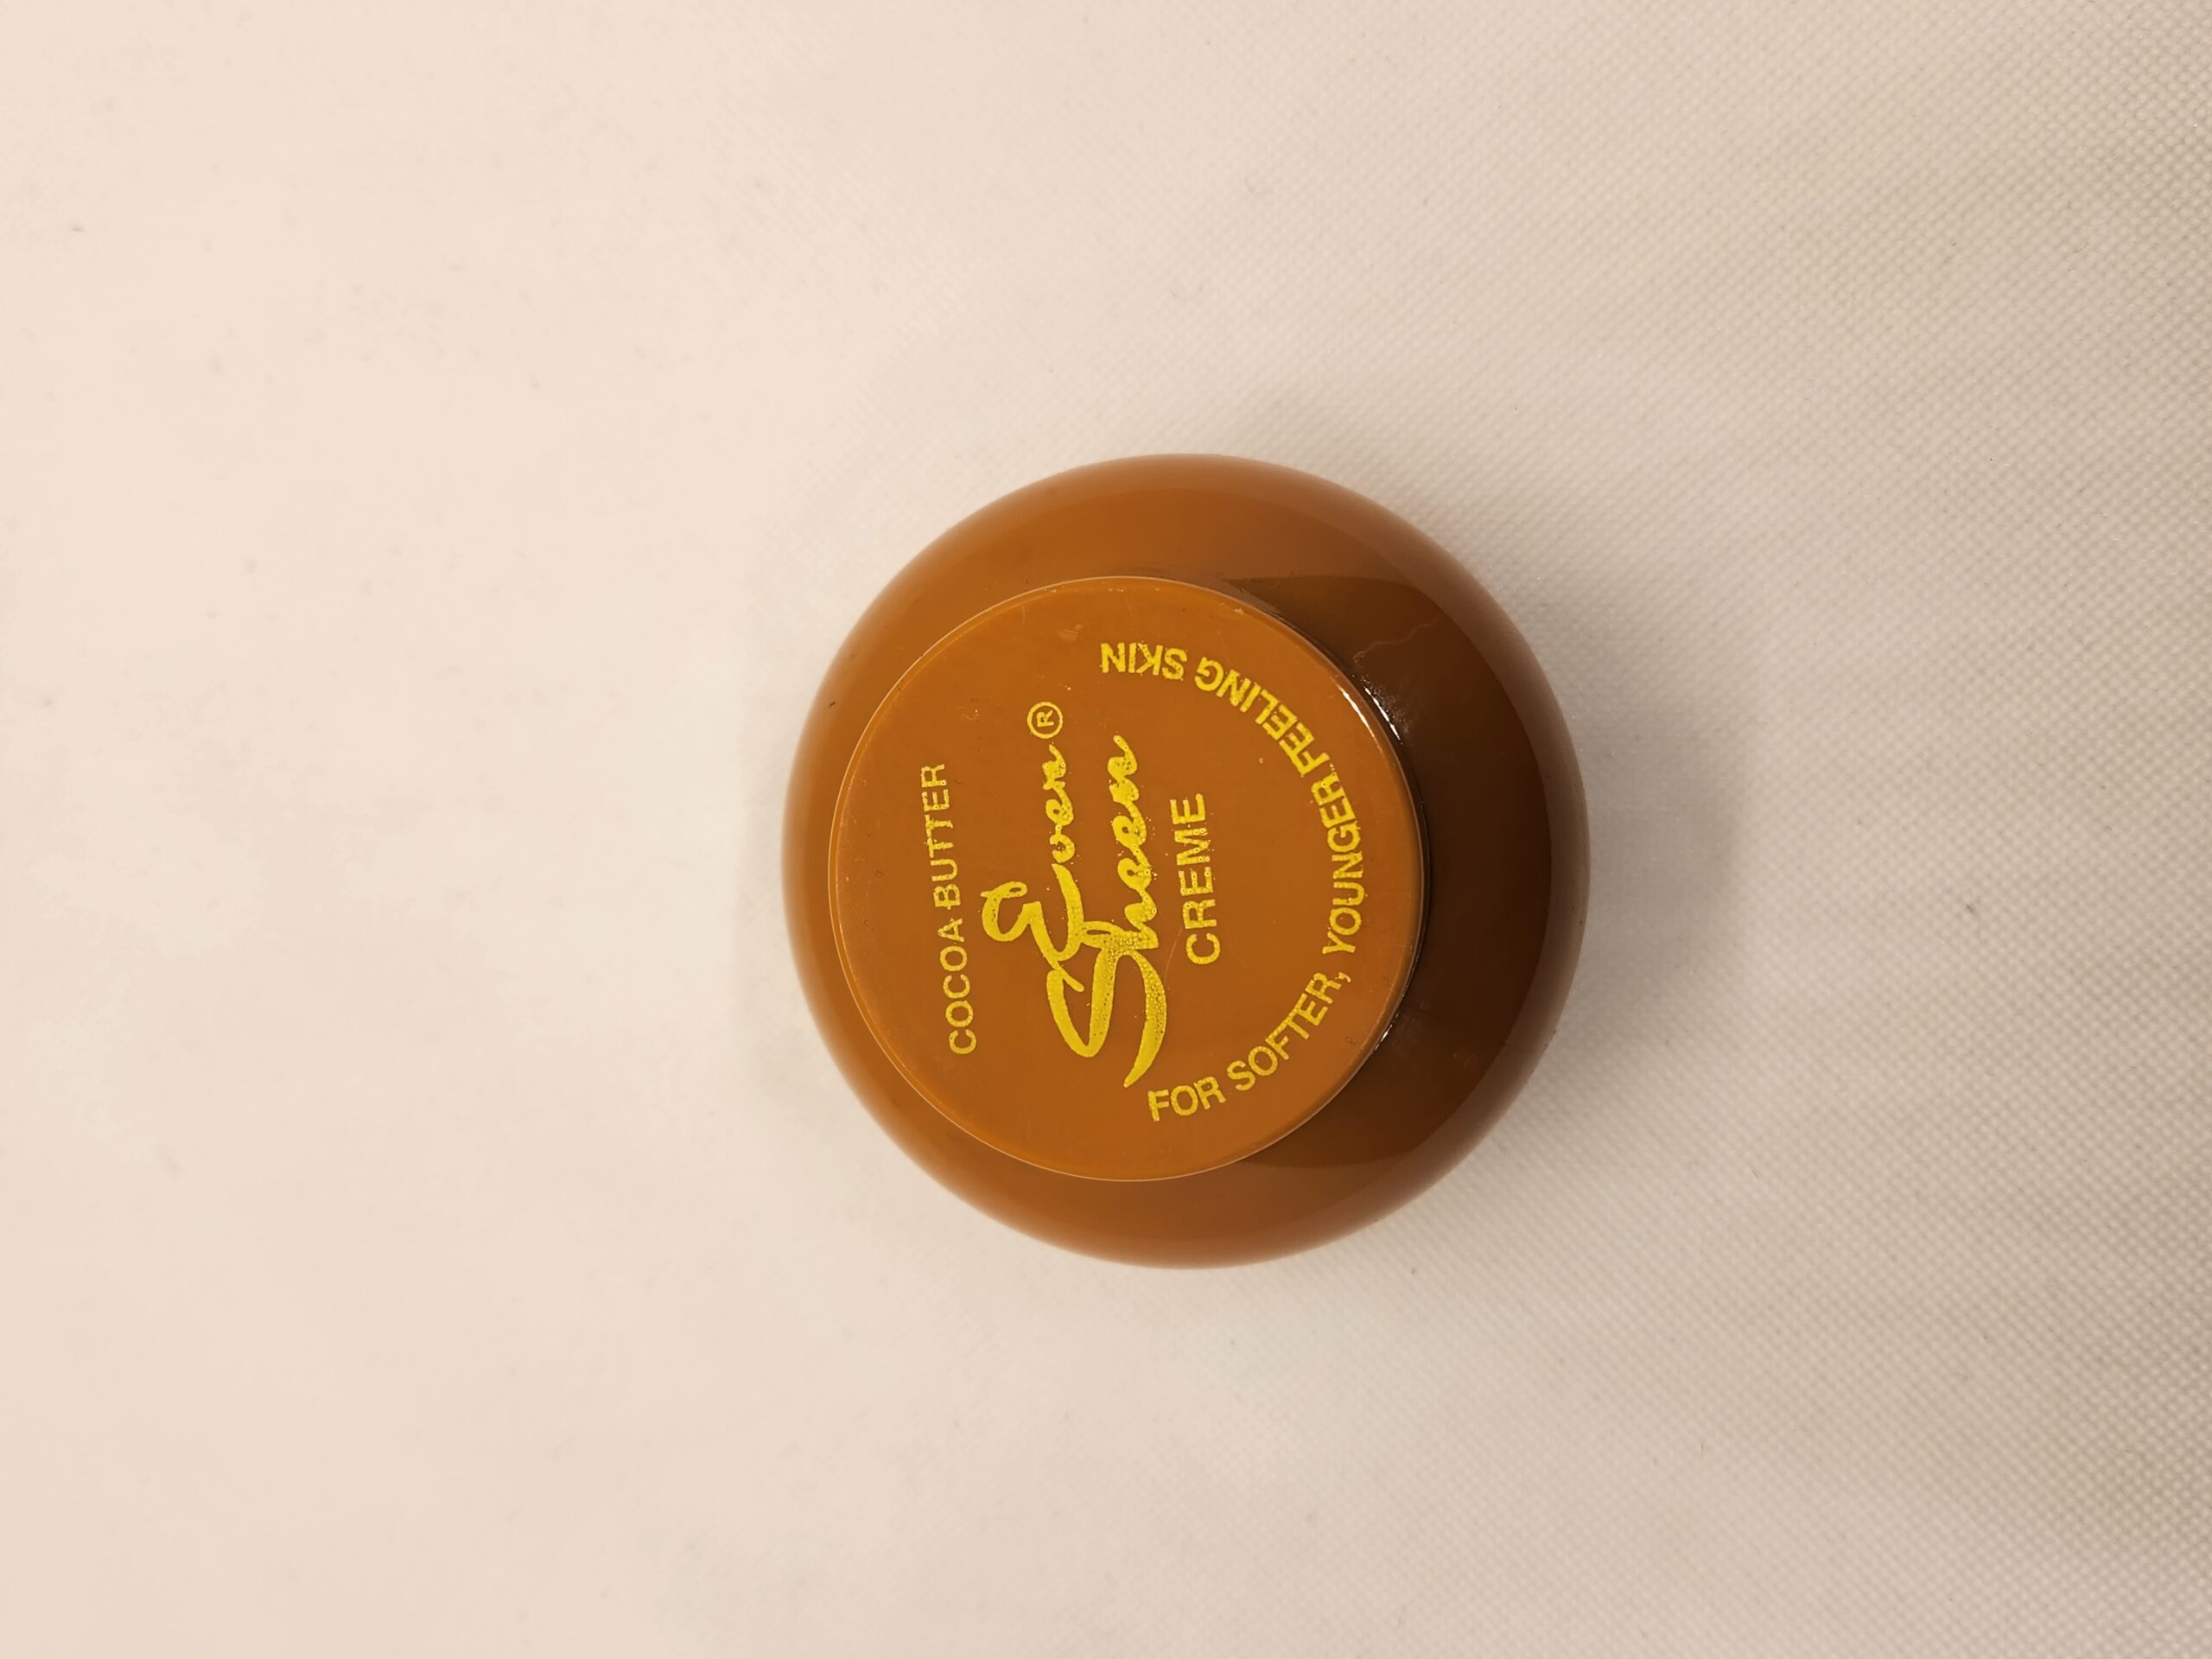 COCOA BUTTER
Even®
Sheen
CREME
FOR SOFTER, YOUNGER FEELING SKIN